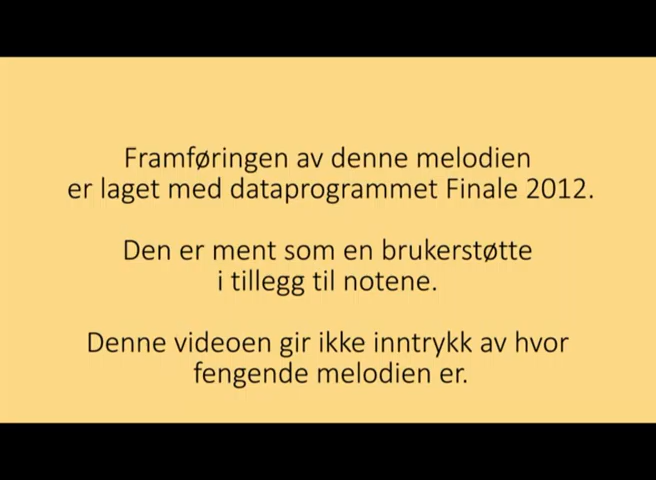 Framføringen av denne melodien
er laget med dataprogrammet Finale 2012.
Den er ment som en brukerstøtte
i tillegg til notene.
Denne videoen gir ikke inntrykk av hvor
fengende melodien er.